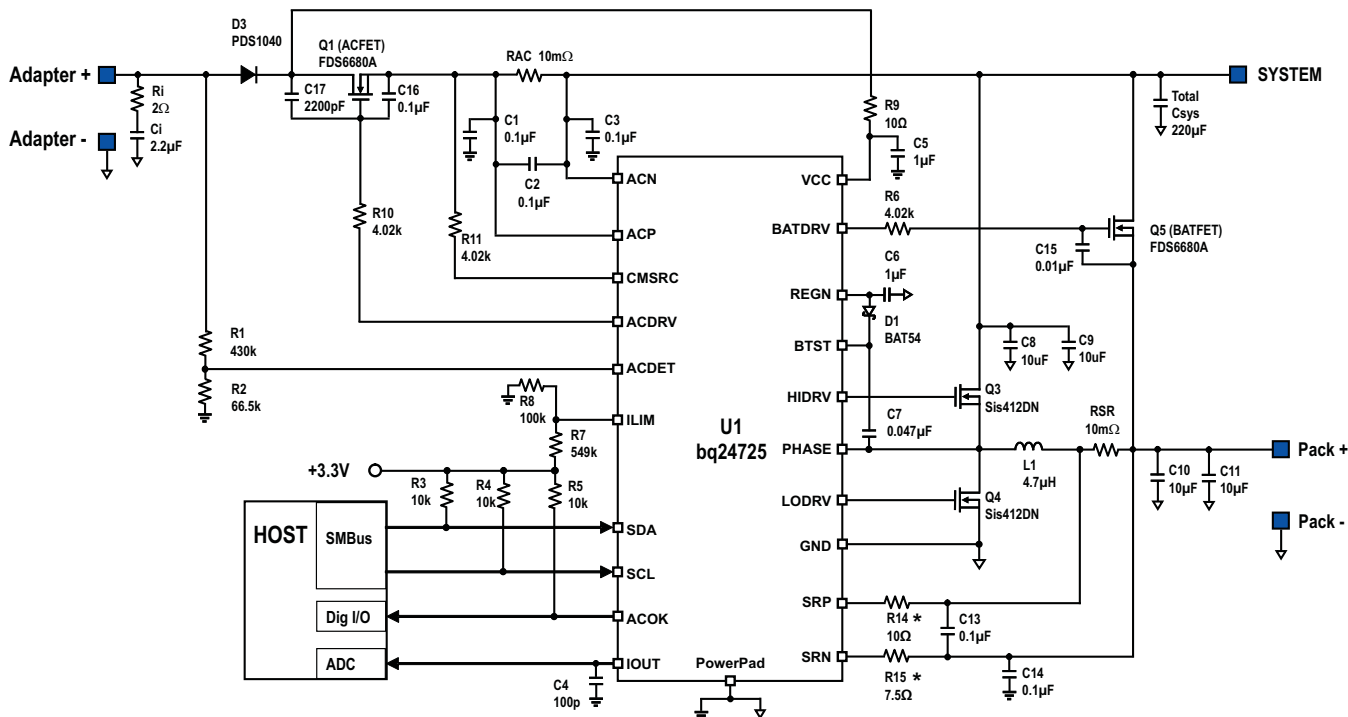 D3
PDS1040
Q1 (ACFET)
FDS6680A
RAC 10mΩ
Adapter +
SYSTEM
Ri
2Ω
Ci
2.2µF
Adapter -
C17
2200pF
C16
0.1µF
C1
0.1µF
C3
0.1µF
C2
0.1µF
R9
10Ω
C5
1µF
Total
Csys
220µF
R10
4.02k
R11
4.02k
R6
4.02k
C15
0.01µF
Q5 (BATFET)
FDS6680A
C6
1µF
D1
BAT54
R1
430k
R2
66.5k
R8
100k
R7
549k
+3.3V
R3
10k
R4
10k
R5
10k
C8
10uF
C9
10uF
Q3
Sis412DN
C7
0.047µF
RSR
10mΩ
L1
4.7µH
Q4
Sis412DN
C10
10µF
C11
10µF
Pack +
Pack -
ACN
ACP
CMSRC
ACDRV
ACDET
ILIM
SDA
SCL
ACOK
IOUT
U1
bq24725
PowerPad
VCC
BATDRV
REGN
BTST
HIDRV
PHASE
LODRV
GND
SRP
SRN
HOST
SMBus
Dig I/O
ADC
C4
100p
R14 *
10Ω
C13
0.1µF
R15 *
7.5Ω
C14
0.1µF